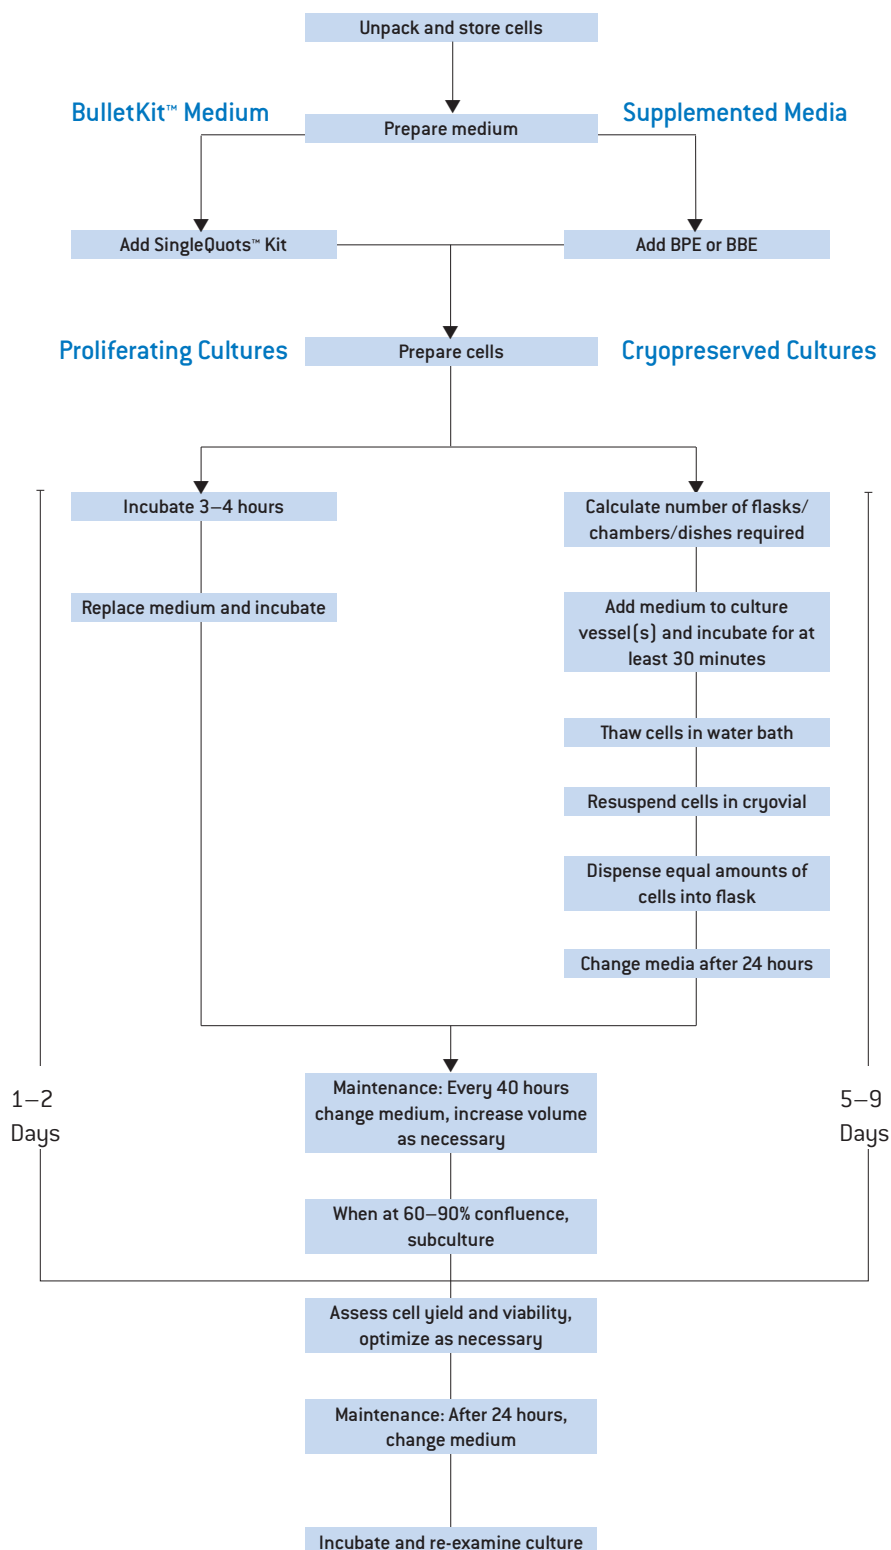 Unpack and store cells
BulletKit™ Medium
Supplemented Media
Prepare medium
Add SingleQuots™ Kit
Add BPE or BBE
Proliferating Cultures
Prepare cells
Cryopreserved Cultures
Incubate 3–4 hours
Replace medium and incubate
Calculate number of flasks/
chambers/dishes required
Add medium to culture
vessel(s) and incubate for at
least 30 minutes
Thaw cells in water bath
Resuspend cells in cryovial
Dispense equal amounts of
cells into flask
Change media after 24 hours
1–2
Days
Maintenance: Every 40 hours
change medium, increase volume
as necessary
5–9
Days
When at 60–90% confluence,
subculture
Assess cell yield and viability,
optimize as necessary
Maintenance: After 24 hours,
change medium
Incubate and re-examine culture